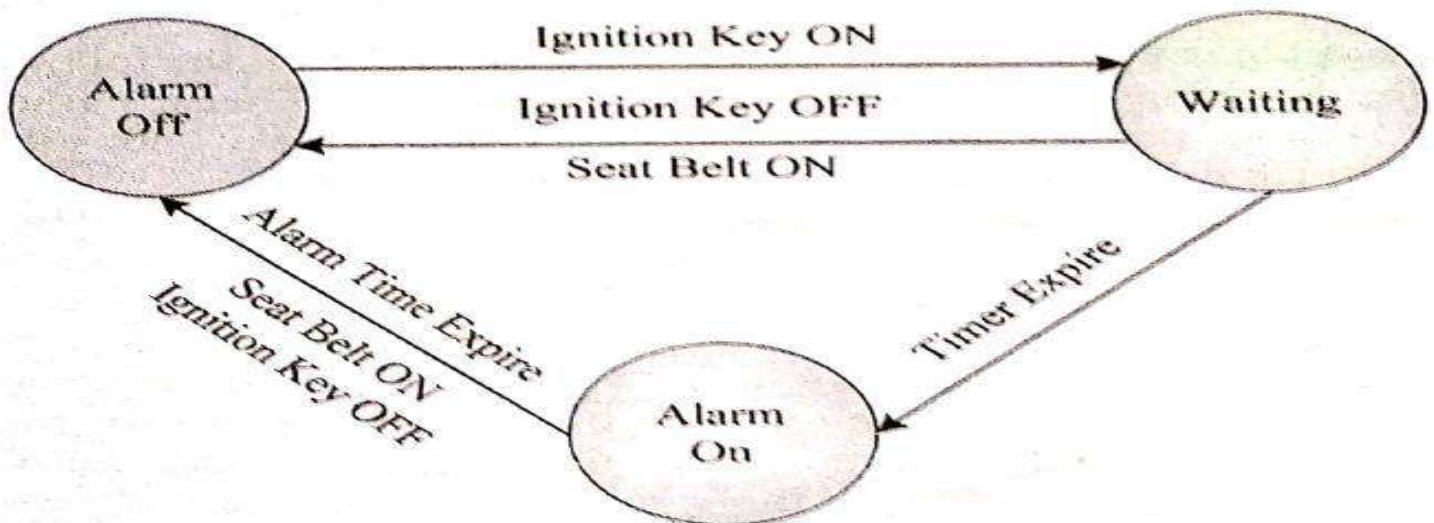 Ignition Key ON
Alarm
Off
Ignition Key OFF
Waiting
Seat Belt ON
Alarm Time Expire
Seat Belt ON
Ignition Key OFF
Timer Expire
Alarm
On